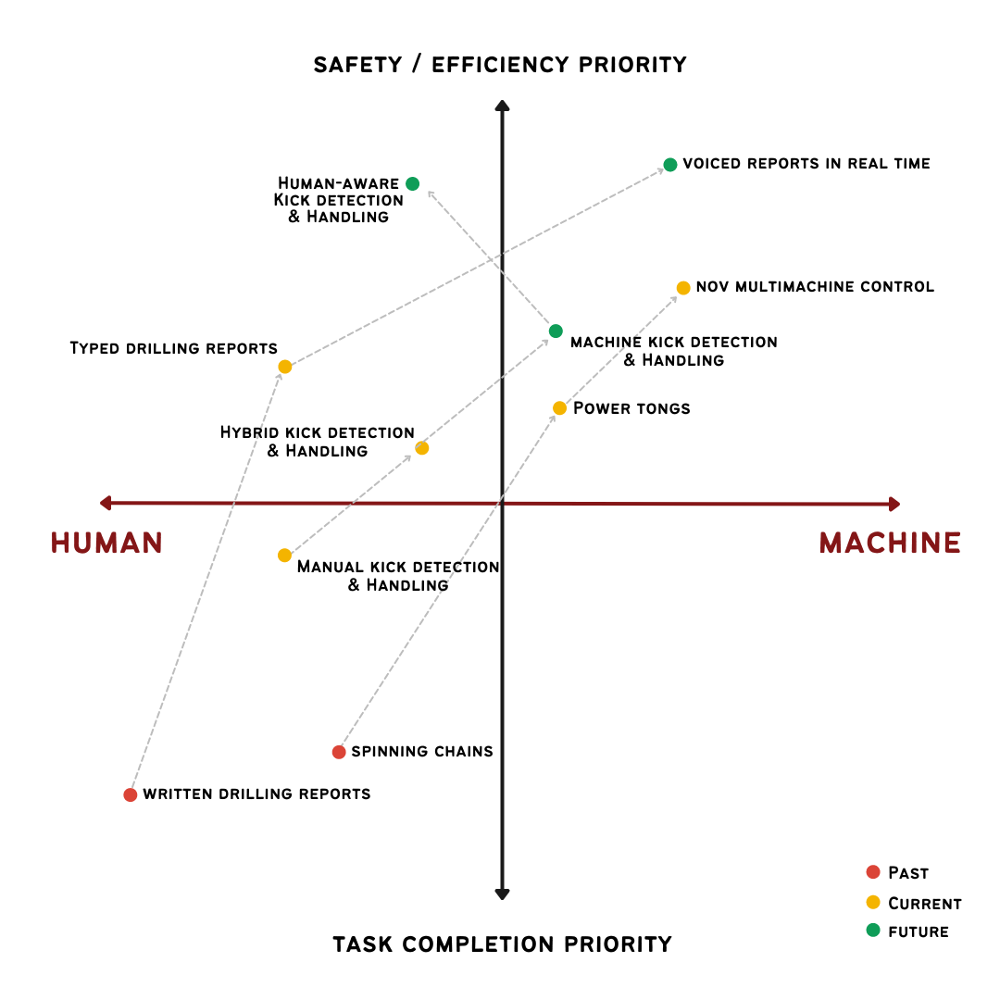 SAFETY / EFFICIENCY PRIORITY
VOICED REPORTS IN REAL TIME
HUMAN-AWARE
KICK DETECTION
& HANDLING
NOV MULTIMACHINE CONTROL
TYPED DRILLING REPORTS
MACHINE KICK DETECTION
& HANDLING
POWER TONGS
HYBRID KICK DETECTION
& HANDLING
HUMAN
MACHINE
MANUAL KICK DETECTION
& HANDLING
SPINNING CHAINS
WRITTEN DRILLING REPORTS
PAST
CURRENT
FUTURE
TASK COMPLETION PRIORITY